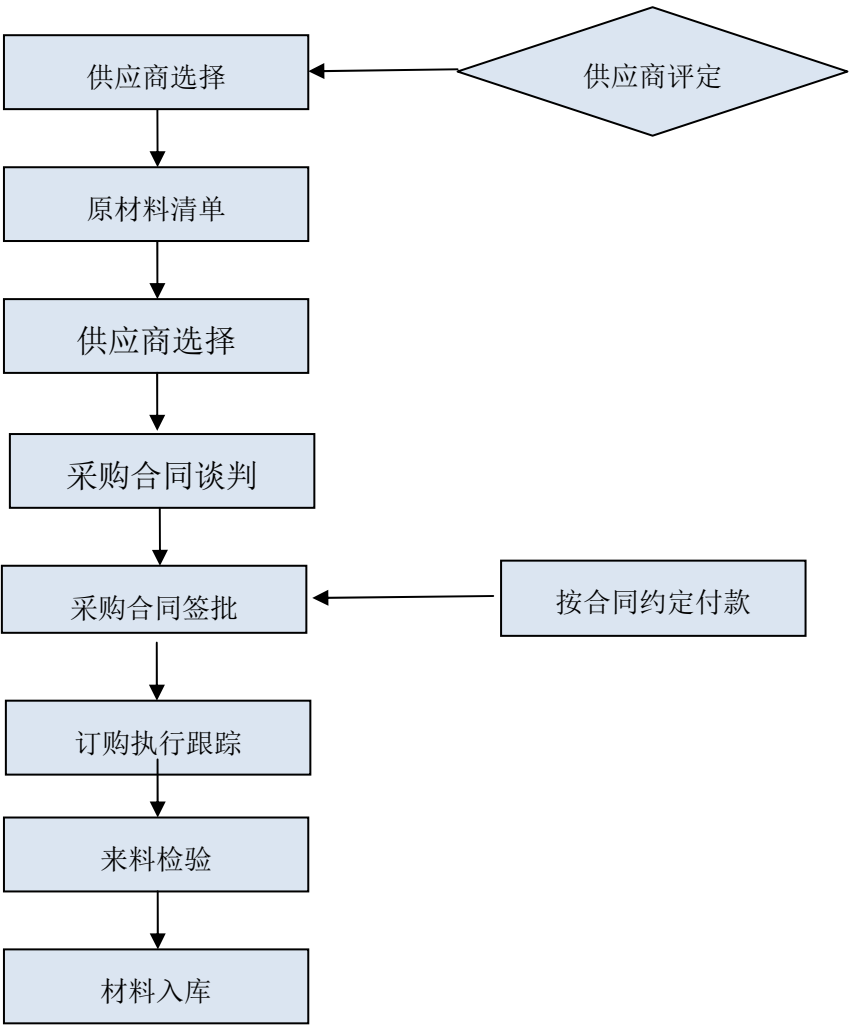 供应商选择
供应商评定
原材料清单
供应商选择
采购合同谈判
采购合同签批
按合同约定付款
订购执行跟踪
来料检验
材料入库